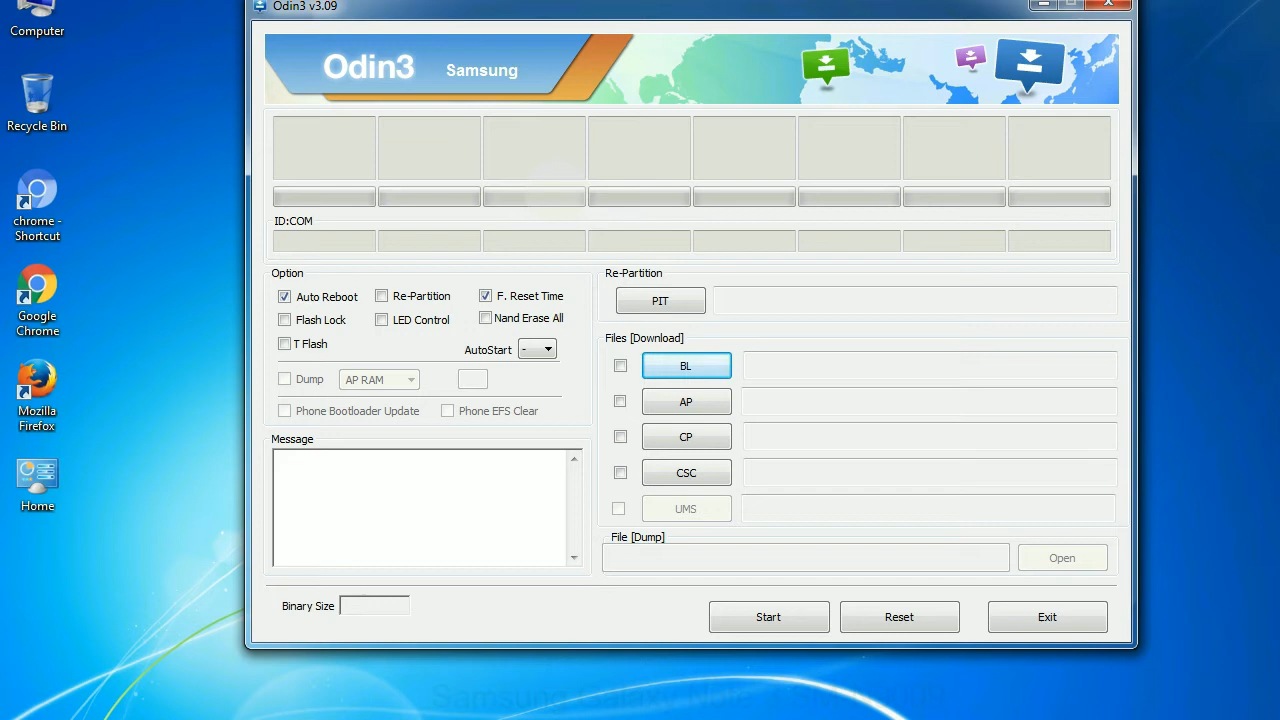 Odin3 v3.09
Computer
Recycle Bin
chrome -
Shortcut
Google
Chrome
Mozilla
Firefox
Home
Odin3 Samsung
ID:COM
Option
Auto Reboot Re-Partition F. Reset Time
Flash Lock LED Control Nand Erase All
T Flash AutoStart -
Dump AP RAM
Phone Bootloader Update Phone EFS Clear
Message
Re-Partition
PIT
Files [Download]
BL
AP
CP
CSC
UMS
File [Dump]
Open
Binary Size
Start Reset Exit
Samsung Galaxy Note